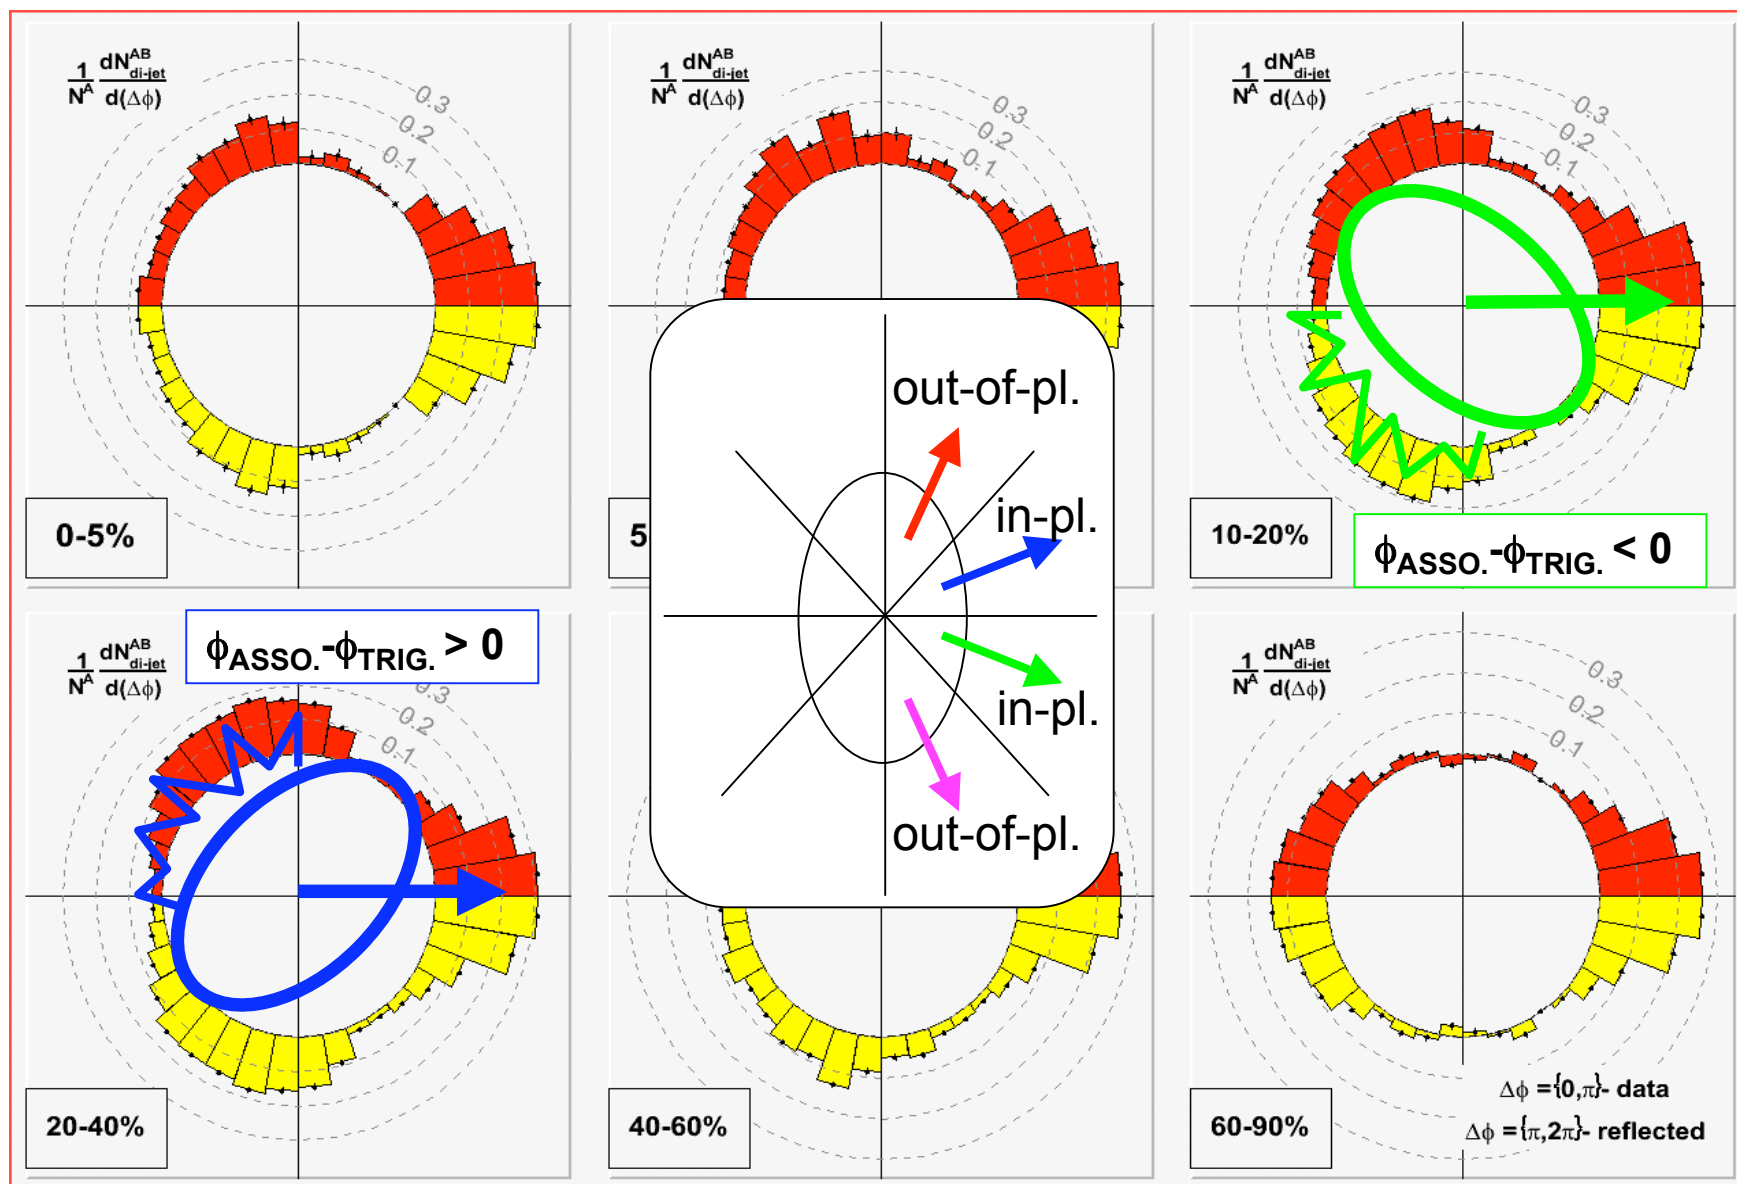 1/N^A dN^AB_di-jet/d(Δϕ)
0.3
0.2
0.1
0-5%
1/N^A dN^AB_di-jet/d(Δϕ)
0.3
0.2
0.1
5
1/N^A dN^AB_di-jet/d(Δϕ)
0.3
0.2
0.1
10-20%
ϕASSO.-ϕTRIG. < 0
out-of-pl.
in-pl.
in-pl.
out-of-pl.
ϕASSO.-ϕTRIG. > 0
1/N^A dN^AB_di-jet/d(Δϕ)
0.3
0.2
0.1
20-40%
40-60%
1/N^A dN^AB_di-jet/d(Δϕ)
0.3
0.2
0.1
60-90%
Δϕ ={0,π}- data
Δϕ ={π,2π}- reflected